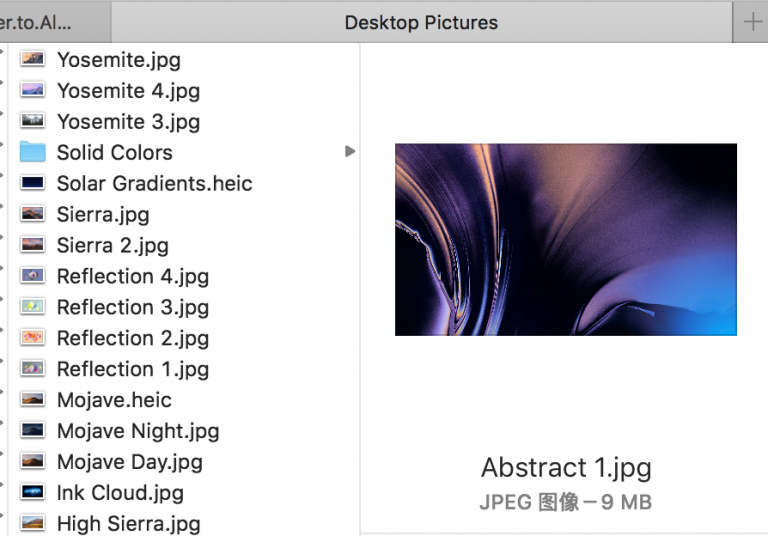 er.to.Al...
Desktop Pictures
Yosemite.jpg
Yosemite 4.jpg
Yosemite 3.jpg
Solid Colors
Solar Gradients.heic
Sierra.jpg
Sierra 2.jpg
Reflection 4.jpg
Reflection 3.jpg
Reflection 2.jpg
Reflection 1.jpg
Mojave.heic
Mojave Night.jpg
Mojave Day.jpg
Ink Cloud.jpg
High Sierra.jpg
Abstract 1.jpg
JPEG 图像 – 9 MB